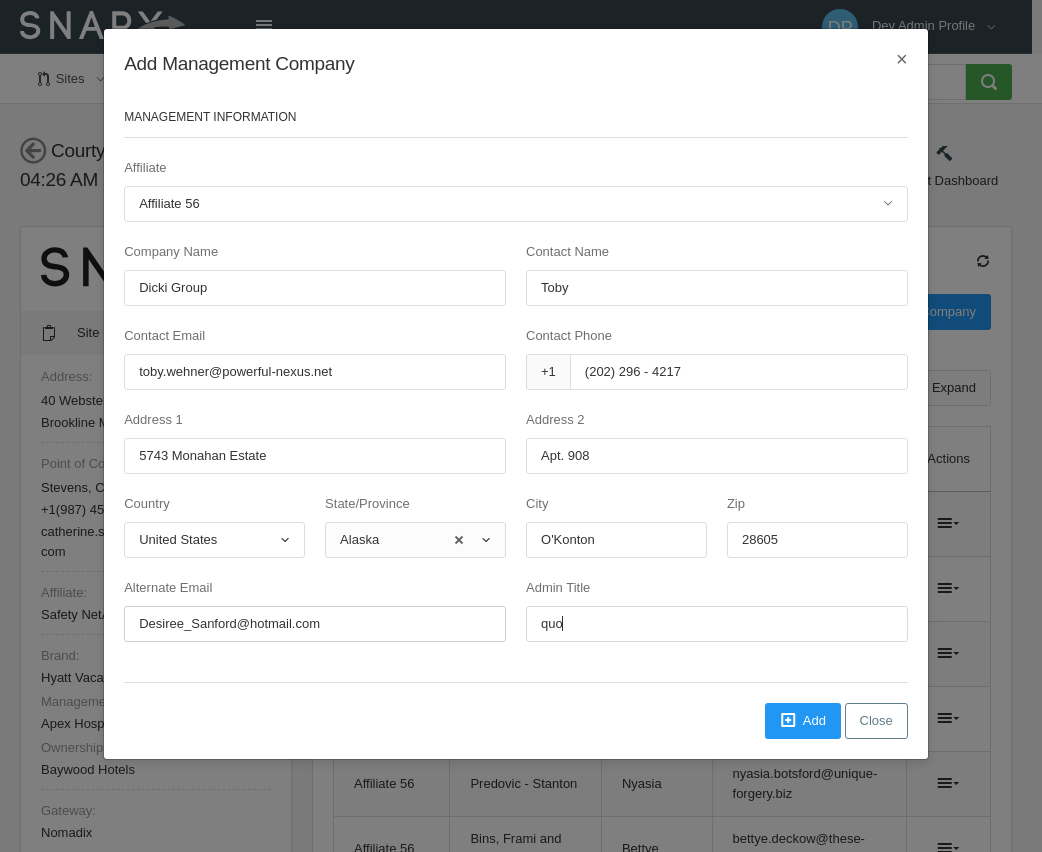 SNAPX
DP
Dev Admin Profile
Sites
Add Management Company
×
MANAGEMENT INFORMATION
Courty
04:26 AM
t Dashboard
Affiliate
Affiliate 56
Company Name
Contact Name
Dicki Group
Toby
Contact Email
Contact Phone
toby.wehner@powerful-nexus.net
+1
(202) 296 - 4217
Address 1
Address 2
5743 Monahan Estate
Apt. 908
Country
State/Province
City
Zip
United States
Alaska
O'Konton
28605
Alternate Email
Admin Title
Desiree_Sanford@hotmail.com
quo
Add
Close
SN
Site
Address:
40 Webste
Brookline M
Point of Co
Stevens, C
+1(987) 45
catherine.s
com
Affiliate:
Safety Net
Brand:
Hyatt Vaca
Manageme
Apex Hosp
Ownership
Baywood Hotels
Gateway:
Nomadix
ompany
Expand
Actions
Affiliate 56
Predovic - Stanton
Nyasia
nyasia.botsford@unique-
forgery.biz
Affiliate 56
Bins, Frami and
Bettye
bettye.deckow@these-